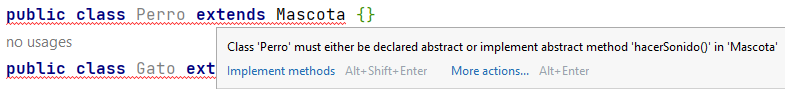 public class Perro extends Mascota {}
no usages
Class 'Perro' must either be declared abstract or implement abstract method 'hacerSonido()' in 'Mascota'
public class Gato ext
Implement methods Alt+Shift+Enter More actions... Alt+Enter